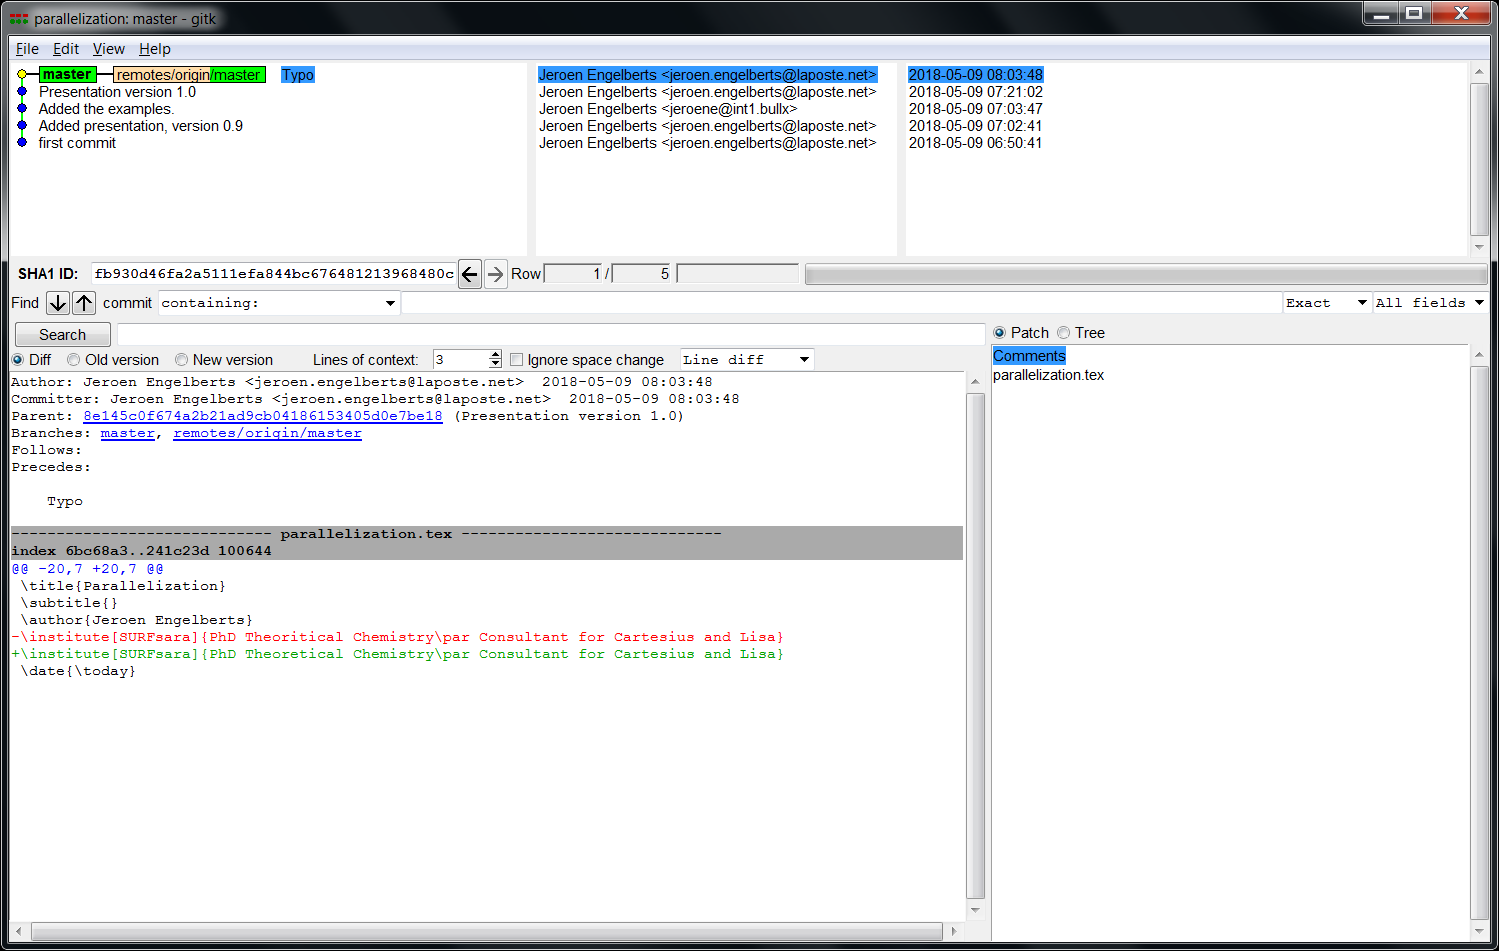 parallelization: master - gitk
File Edit View Help
master remotes/origin/master Typo Jeroen Engelberts <jeroen.engelberts@laposte.net> 2018-05-09 08:03:48
Presentation version 1.0 Jeroen Engelberts <jeroen.engelberts@laposte.net> 2018-05-09 07:21:02
Added the examples. Jeroen Engelberts <jeroene@int1.bullx> 2018-05-09 07:03:47
Added presentation, version 0.9 Jeroen Engelberts <jeroen.engelberts@laposte.net> 2018-05-09 07:02:41
first commit Jeroen Engelberts <jeroen.engelberts@laposte.net> 2018-05-09 06:50:41
SHA1 ID: fb930d46fa2a5111efa844bc676481213968480c Row 1 / 5
Find commit containing: Exact All fields
Search
Patch Tree
Diff Old version New version Lines of context: 3 Ignore space change Line diff
Comments
parallelization.tex
Author: Jeroen Engelberts <jeroen.engelberts@laposte.net>  2018-05-09 08:03:48
Committer: Jeroen Engelberts <jeroen.engelberts@laposte.net>  2018-05-09 08:03:48
Parent: 8e145c0f674a2b21ad9cb04186153405d0e7be18 (Presentation version 1.0)
Branches: master, remotes/origin/master
Follows:
Precedes:
Typo
----------------------------- parallelization.tex -----------------------------
index 6bc68a3..241c23d 100644
@@ -20,7 +20,7 @@
\title{Parallelization}
\subtitle{}
\author{Jeroen Engelberts}
-\institute[SURFsara]{PhD Theoritical Chemistry\par Consultant for Cartesius and Lisa}
+\institute[SURFsara]{PhD Theoretical Chemistry\par Consultant for Cartesius and Lisa}
\date{\today}